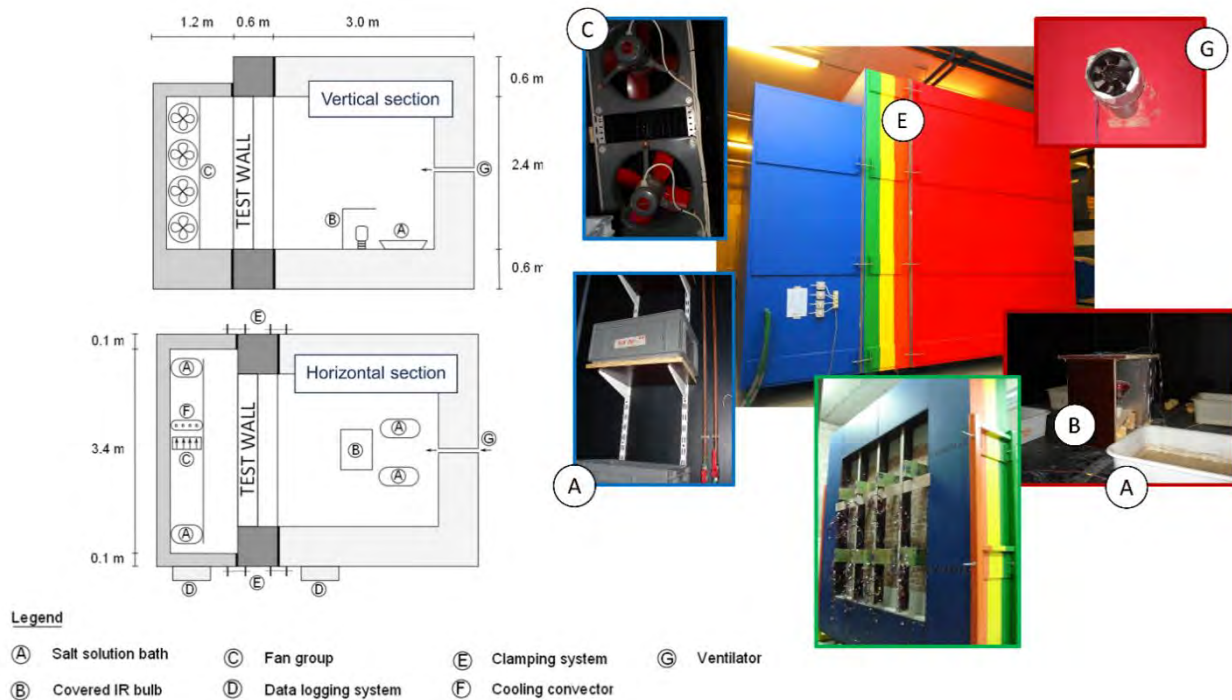 1.2 m 0.6 m 3.0 m
Vertical section
TEST WALL
C
B
A
G
0.6 m
2.4 m
0.6 m
E
Horizontal section
0.1 m
3.4 m
0.1 m
A
F
C
A
TEST WALL
B
A
A
G
D
E
D
C
E
G
A
B
A
Legend
A Salt solution bath
C Fan group
E Clamping system
G Ventilator
B Covered IR bulb
D Data logging system
F Cooling convector